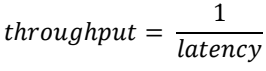 throughput = 1 / latency